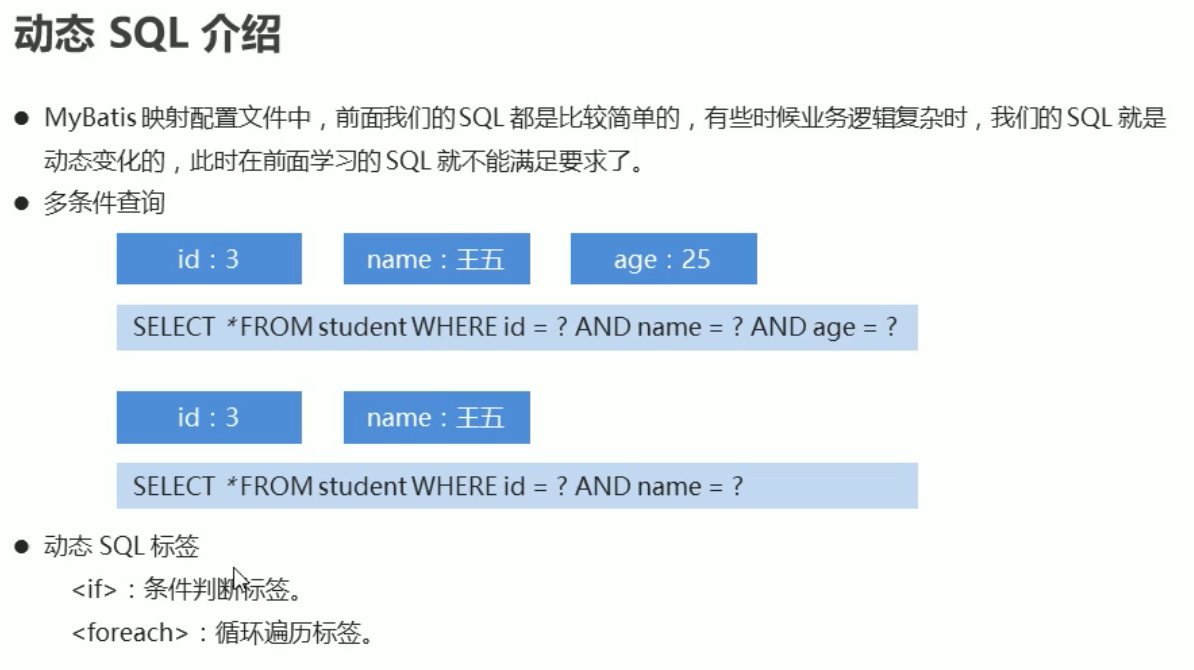 动态 SQL 介绍
● MyBatis 映射配置文件中，前面我们的 SQL 都是比较简单的，有些时候业务逻辑复杂时，我们的 SQL 就是
动态变化的，此时在前面学习的 SQL 就不能满足要求了。
● 多条件查询
id：3 name：王五 age：25
SELECT *FROM student WHERE id = ? AND name = ? AND age = ?
id：3 name：王五
SELECT *FROM student WHERE id = ? AND name = ?
● 动态 SQL 标签
<if>：条件判断标签。
<foreach>：循环遍历标签。